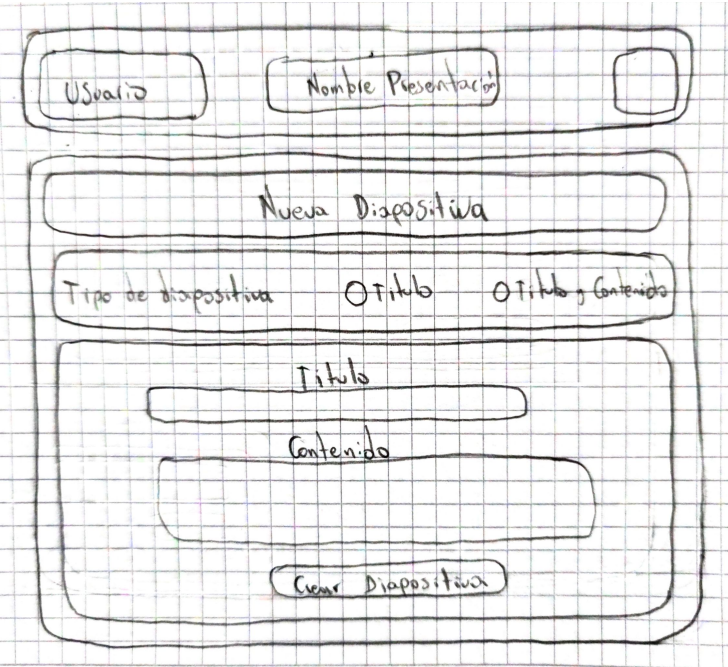 Usuario
Nombre Presentación
Nueva Diapositiva
Tipo de diapositiva Titulo Titulo y Contenido
Titulo
Contenido
Crear Diapositiva